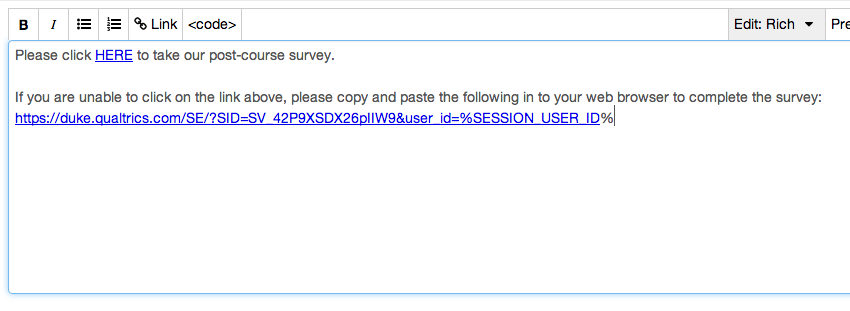 B I Link <code> Edit: Rich Pre
Please click HERE to take our post-course survey.
If you are unable to click on the link above, please copy and paste the following in to your web browser to complete the survey:
https://duke.qualtrics.com/SE/?SID=SV_42P9XSDX26plIW9&user_id=%SESSION_USER_ID%